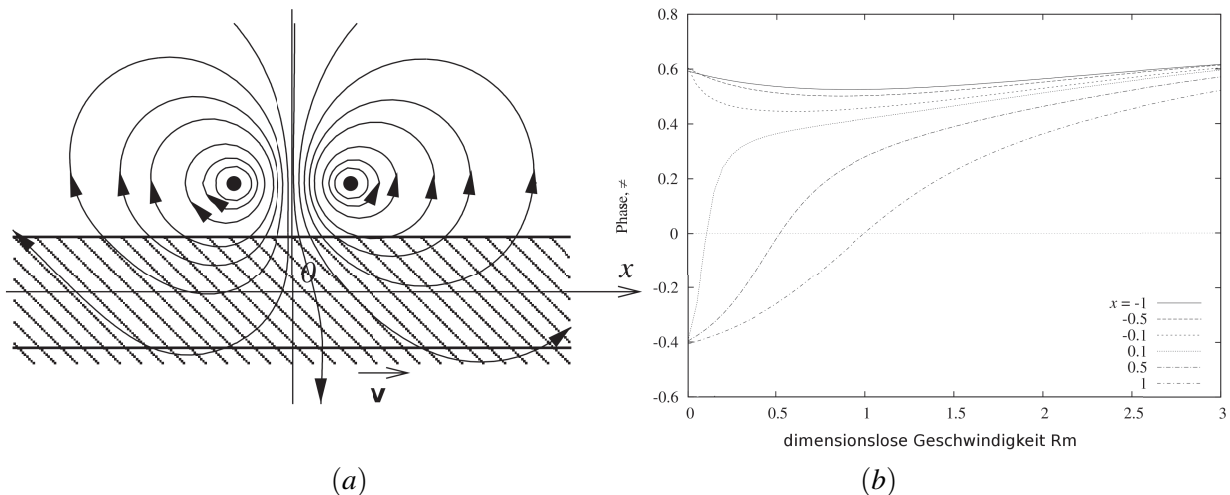 0
x
v
(a)
Phase, ≠
0.8
0.6
0.4
0.2
0
-0.2
-0.4
-0.6
x = -1
-0.5
-0.1
0.1
0.5
1
0 0.5 1 1.5 2 2.5 3
dimensionslose Geschwindigkeit Rm
(b)